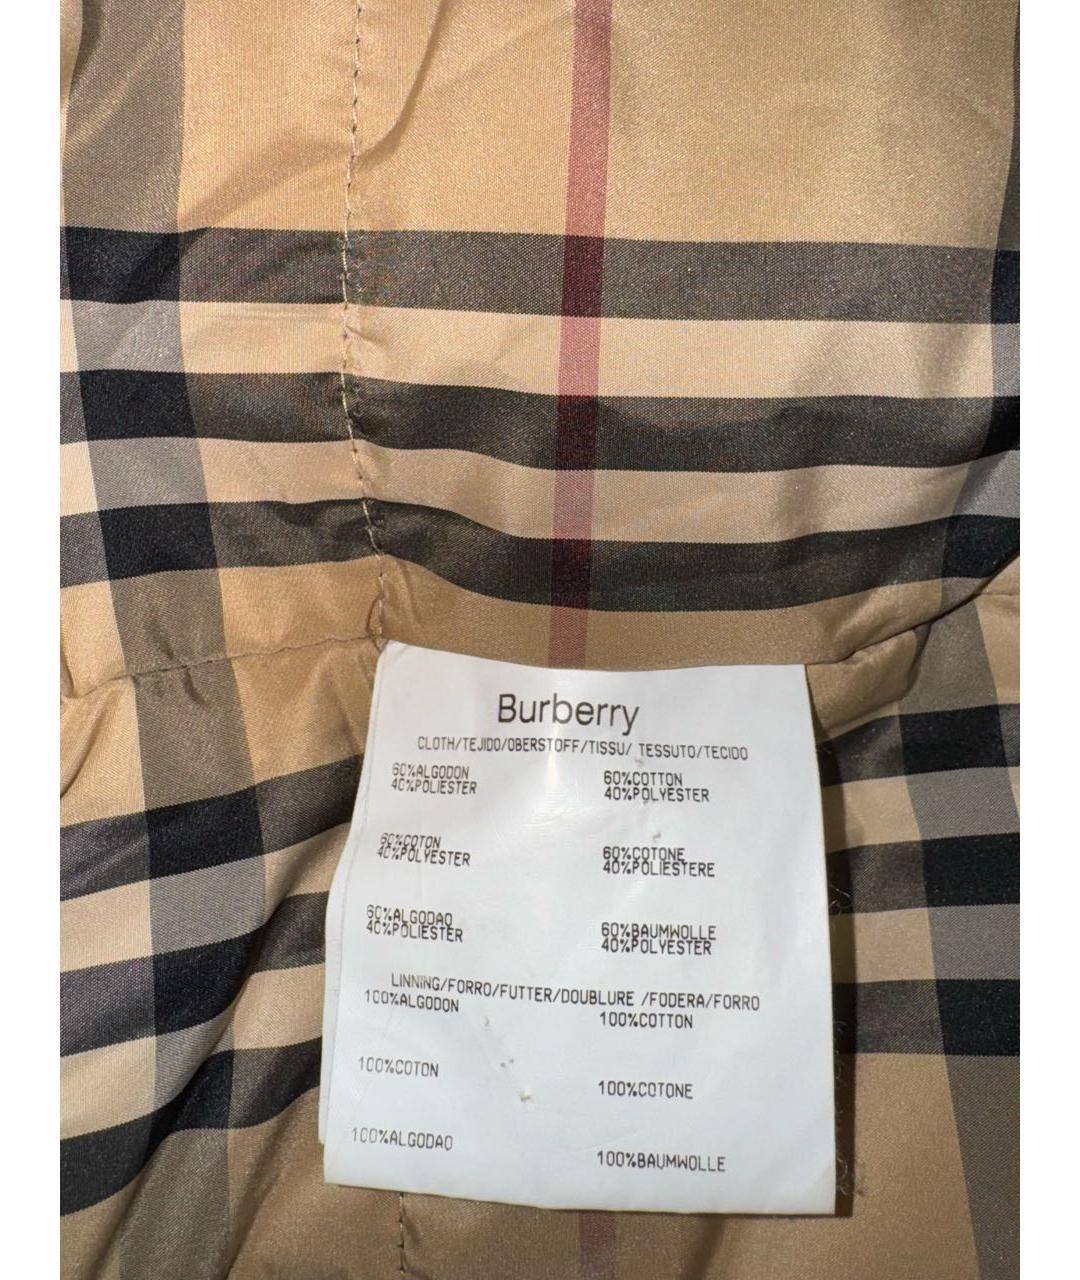 Burberry
CLOTH/TEJIDO/OBERSTOFF/TISSU/ TESSUTO/TECIDO
60%ALGODON
40%POLIESTER
60%COTTON
40%POLYESTER
60%COTON
40%POLYESTER
60%COTONE
40%POLIESTERE
60%ALGODAO
40%POLIESTER
60%BAUMWOLLE
40%POLYESTER
LINNING/FORRO/FUTTER/DOUBLURE /FODERA/FORRO
100%ALGODON
100%COTTON
100%COTON
100%COTONE
100%ALGODAO
100%BAUMWOLLE